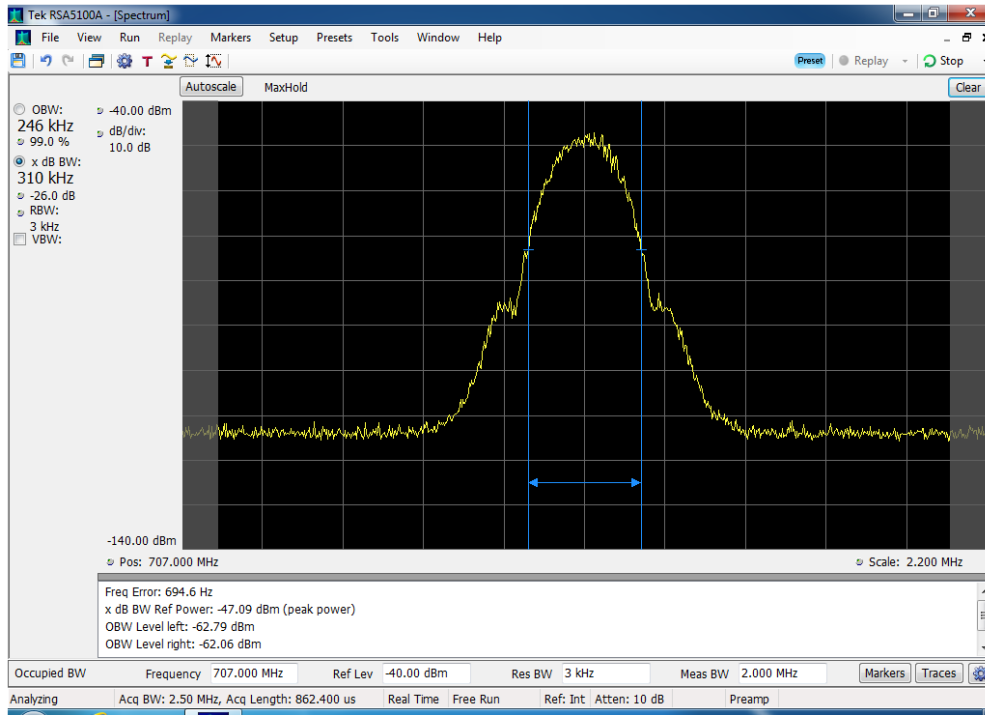 Tek RSA5100A - [Spectrum]
File View Run Replay Markers Setup Presets Tools Window Help
T Preset Replay Stop
Autoscale MaxHold Clear
OBW:
246 kHz
99.0 %
x dB BW:
310 kHz
-26.0 dB
RBW:
3 kHz
VBW:
-40.00 dBm
dB/div:
10.0 dB
-140.00 dBm
Pos: 707.000 MHz Scale: 2.200 MHz
Freq Error: 694.6 Hz
x dB BW Ref Power: -47.09 dBm (peak power)
OBW Level left: -62.79 dBm
OBW Level right: -62.06 dBm
Occupied BW Frequency 707.000 MHz Ref Lev -40.00 dBm Res BW 3 kHz Meas BW 2.000 MHz Markers Traces
Analyzing Acq BW: 2.50 MHz, Acq Length: 862.400 us Real Time Free Run Ref: Int Atten: 10 dB Preamp